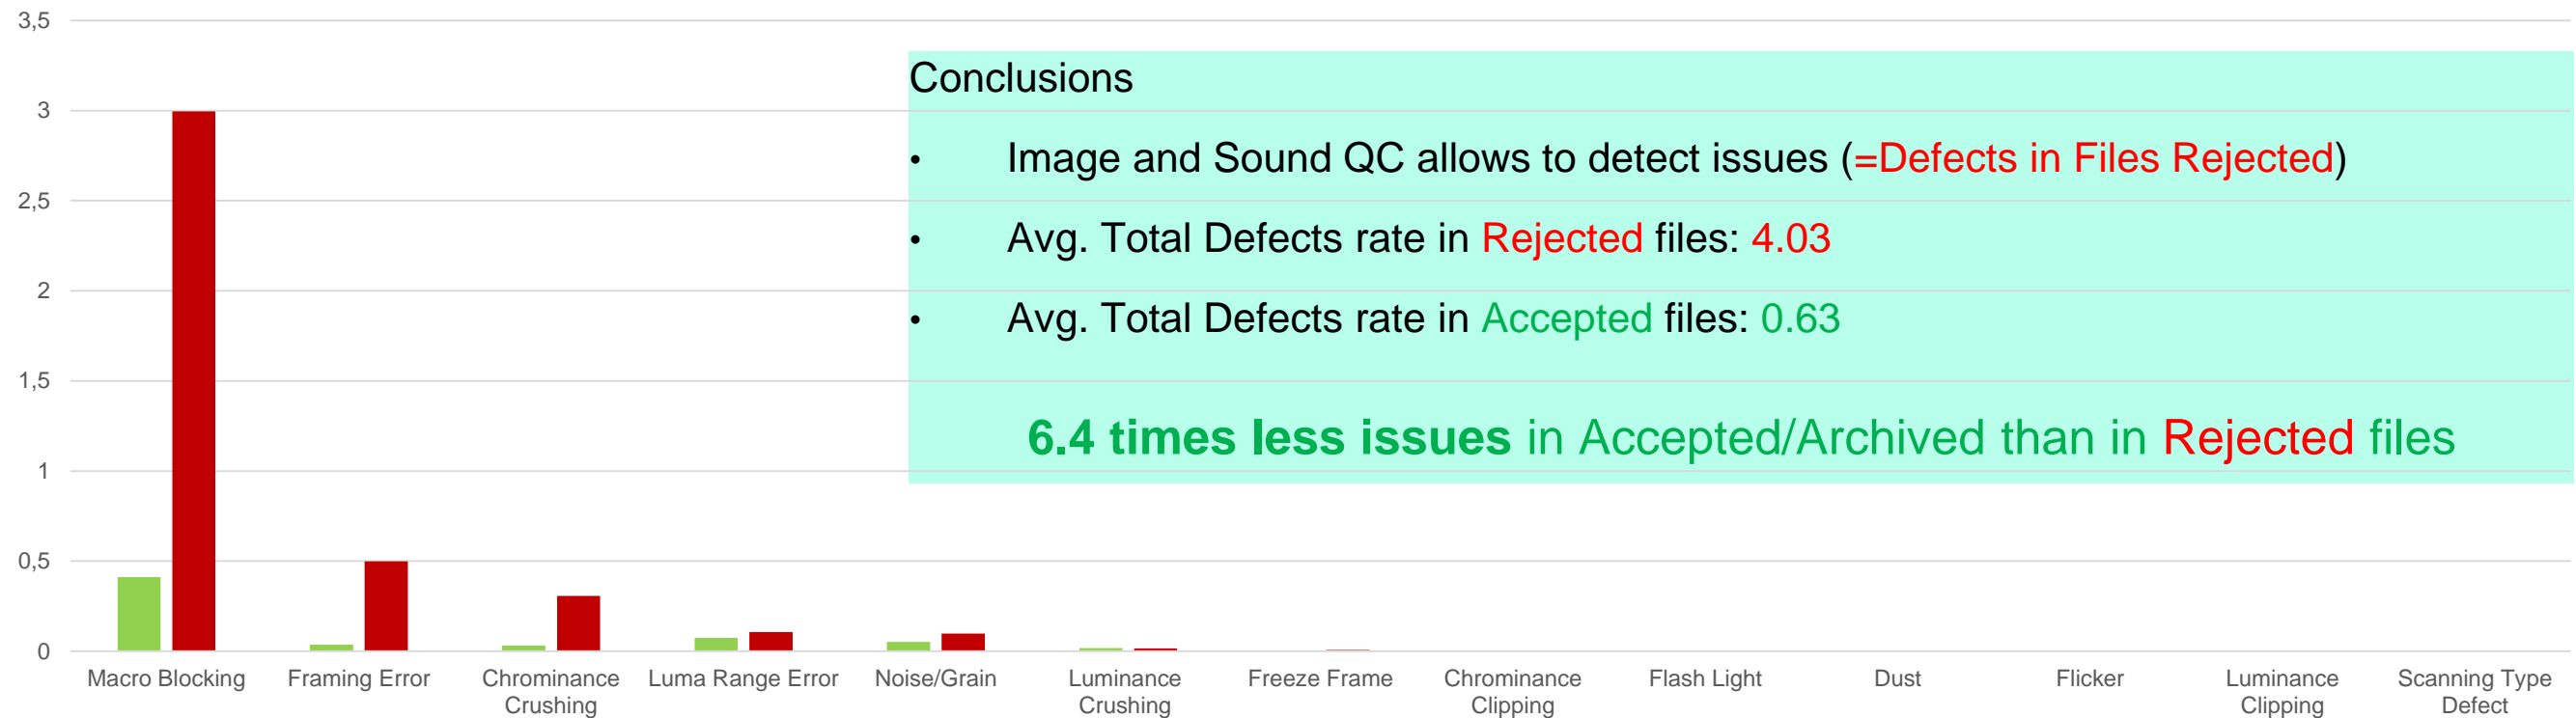 3,5
3
2,5
2
1,5
1
0,5
0
Conclusions
• Image and Sound QC allows to detect issues (=Defects in Files Rejected)
• Avg. Total Defects rate in Rejected files: 4.03
• Avg. Total Defects rate in Accepted files: 0.63
6.4 times less issues in Accepted/Archived than in Rejected files
Macro Blocking
Framing Error
Chrominance
Crushing
Luma Range Error
Noise/Grain
Luminance
Crushing
Freeze Frame
Chrominance
Clipping
Flash Light
Dust
Flicker
Luminance
Clipping
Scanning Type
Defect